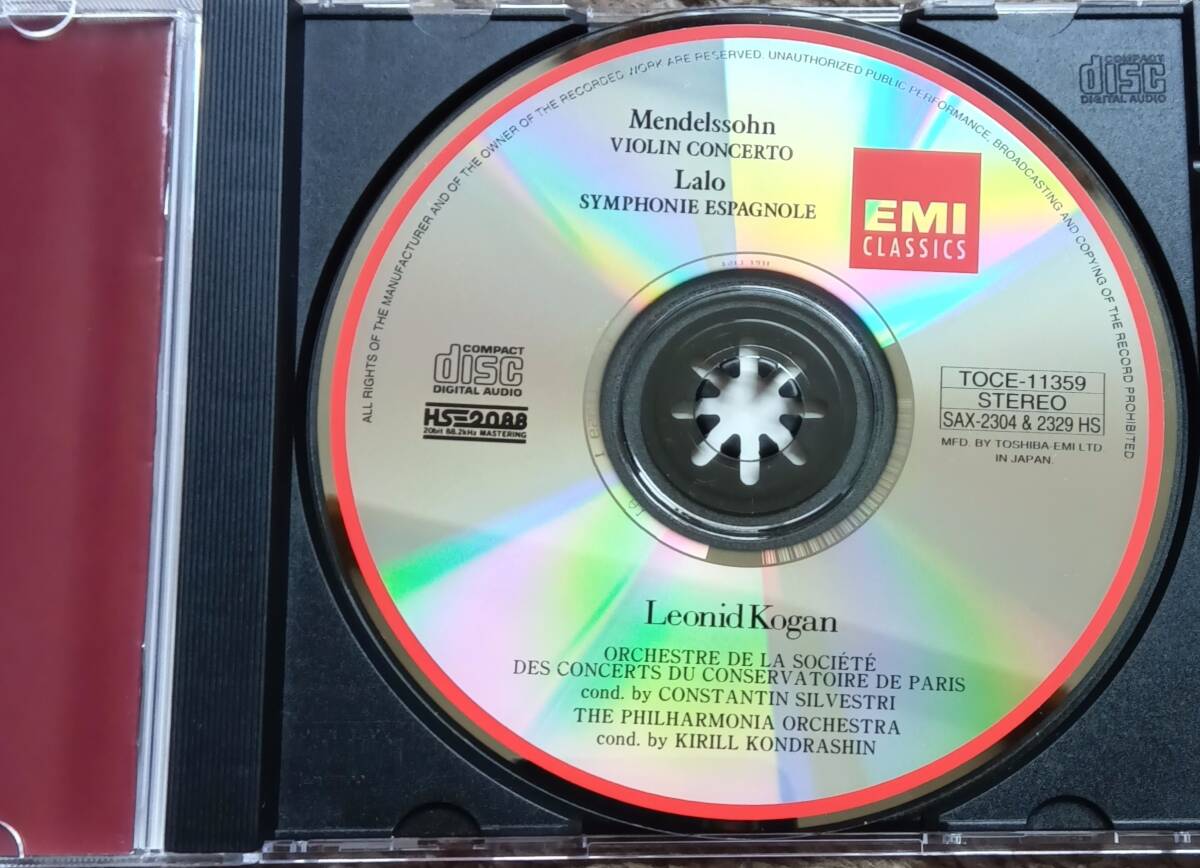 COMPACT
disc
DIGITAL AUDIO
ALL RIGHTS OF THE MANUFACTURER AND OF THE OWNER OF THE RECORDED WORK ARE RESERVED. UNAUTHORIZED PUBLIC PERFORMANCE, BROADCASTING AND COPYING OF THE RECORD PROHIBITED
Mendelssohn
VIOLIN CONCERTO
Lalo
SYMPHONIE ESPAGNOLE
EMI
CLASSICS
COMPACT
disc
DIGITAL AUDIO
HS-2088
20bit 88.2kHz MASTERING
TOCE-11359
STEREO
SAX-2304 & 2329 HS
MFD. BY TOSHIBA-EMI LTD.
IN JAPAN.
Leonid Kogan
ORCHESTRE DE LA SOCIÉTÉ
DES CONCERTS DU CONSERVATOIRE DE PARIS
cond. by CONSTANTIN SILVESTRI
THE PHILHARMONIA ORCHESTRA
cond. by KIRILL KONDRASHIN